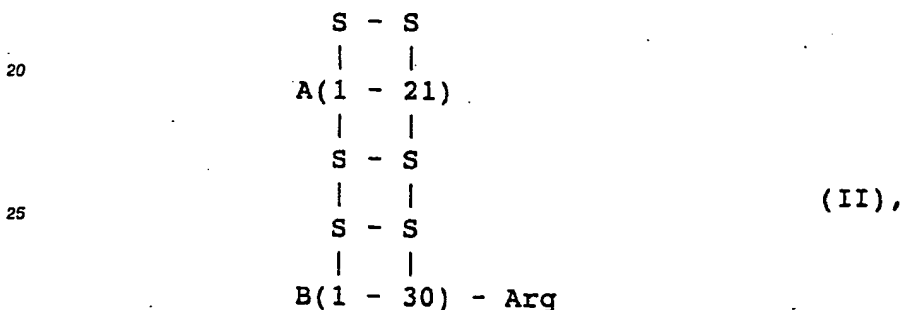 S - S
| |
20
A(1 - 21)
| |
S - S
| |
25 (II),
S - S
| |
B(1 - 30) - Arg